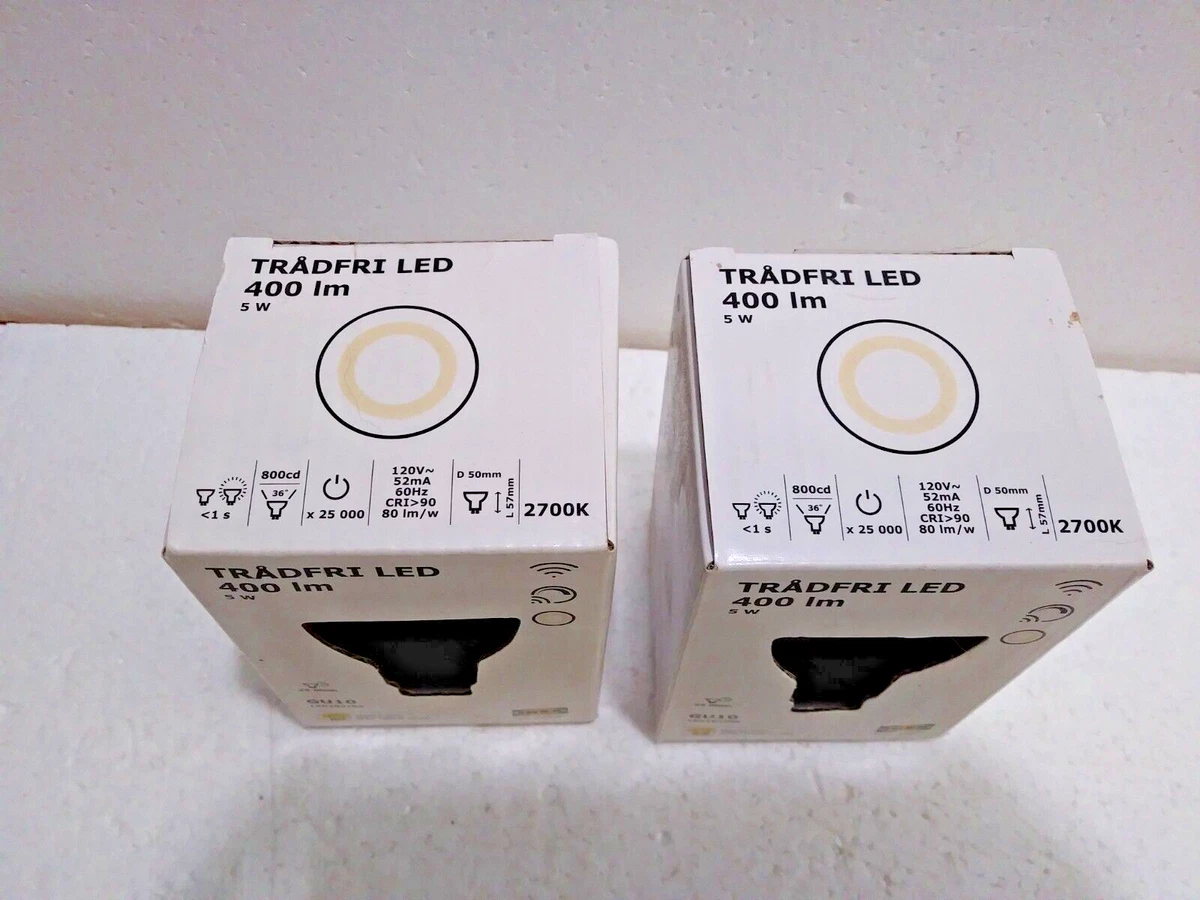 TRÅDFRI LED
400 lm
5 W
<1 s
800cd
36°
x 25 000
120V~
52mA
60Hz
CRI>90
80 lm/w
D 50mm
L 57mm
2700K
TRÅDFRI LED
400 lm
5 W
GU10
TRÅDFRI LED
400 lm
5 W
<1 s
800cd
36°
x 25 000
120V~
52mA
60Hz
CRI>90
80 lm/w
D 50mm
L 57mm
2700K
TRÅDFRI LED
400 lm
5 W
GU10